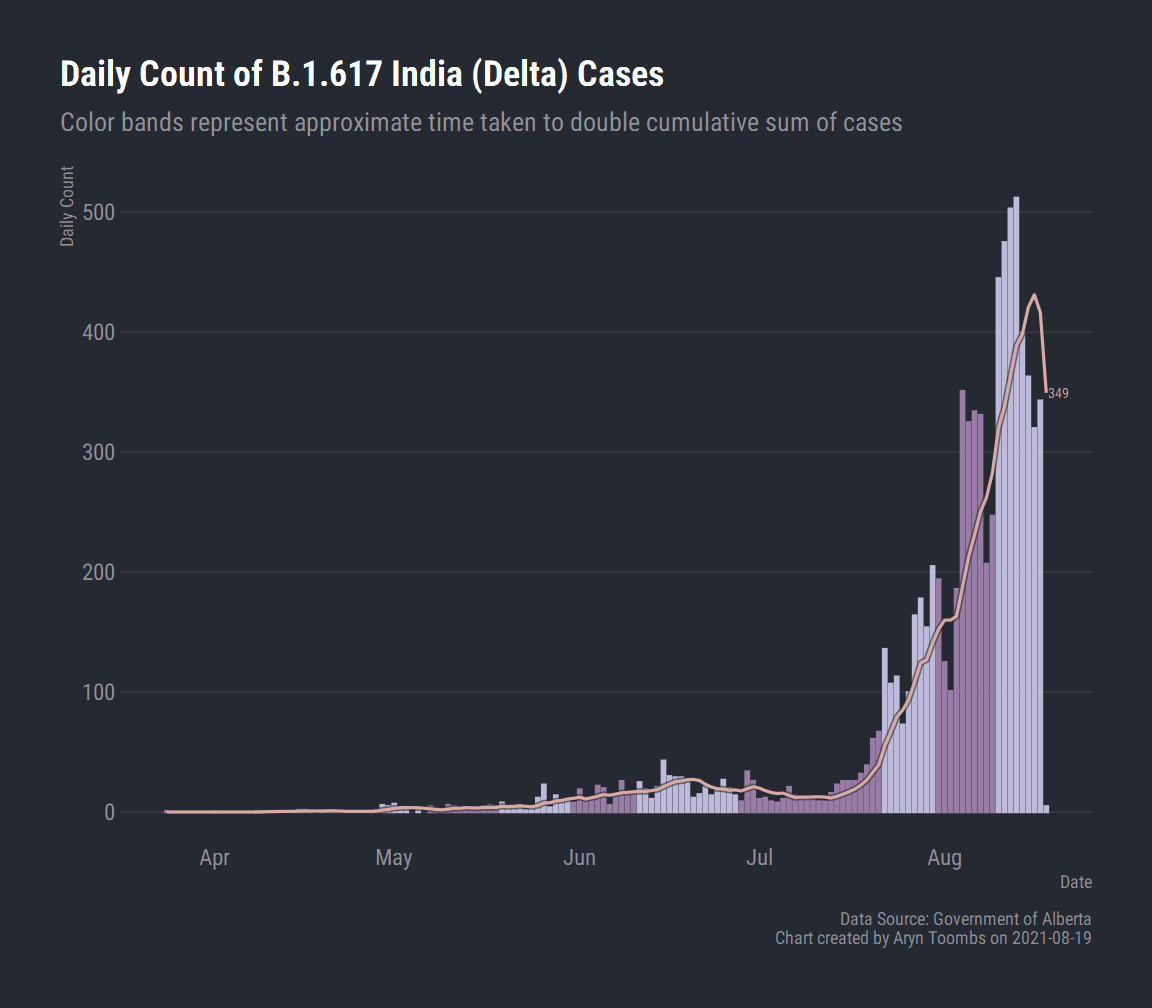 Daily Count of B.1.617 India (Delta) Cases
Color bands represent approximate time taken to double cumulative sum of cases
Daily Count
500
400
349
300
200
100
0
Apr May Jun Jul Aug
Date
Data Source: Government of Alberta
Chart created by Aryn Toombs on 2021-08-19